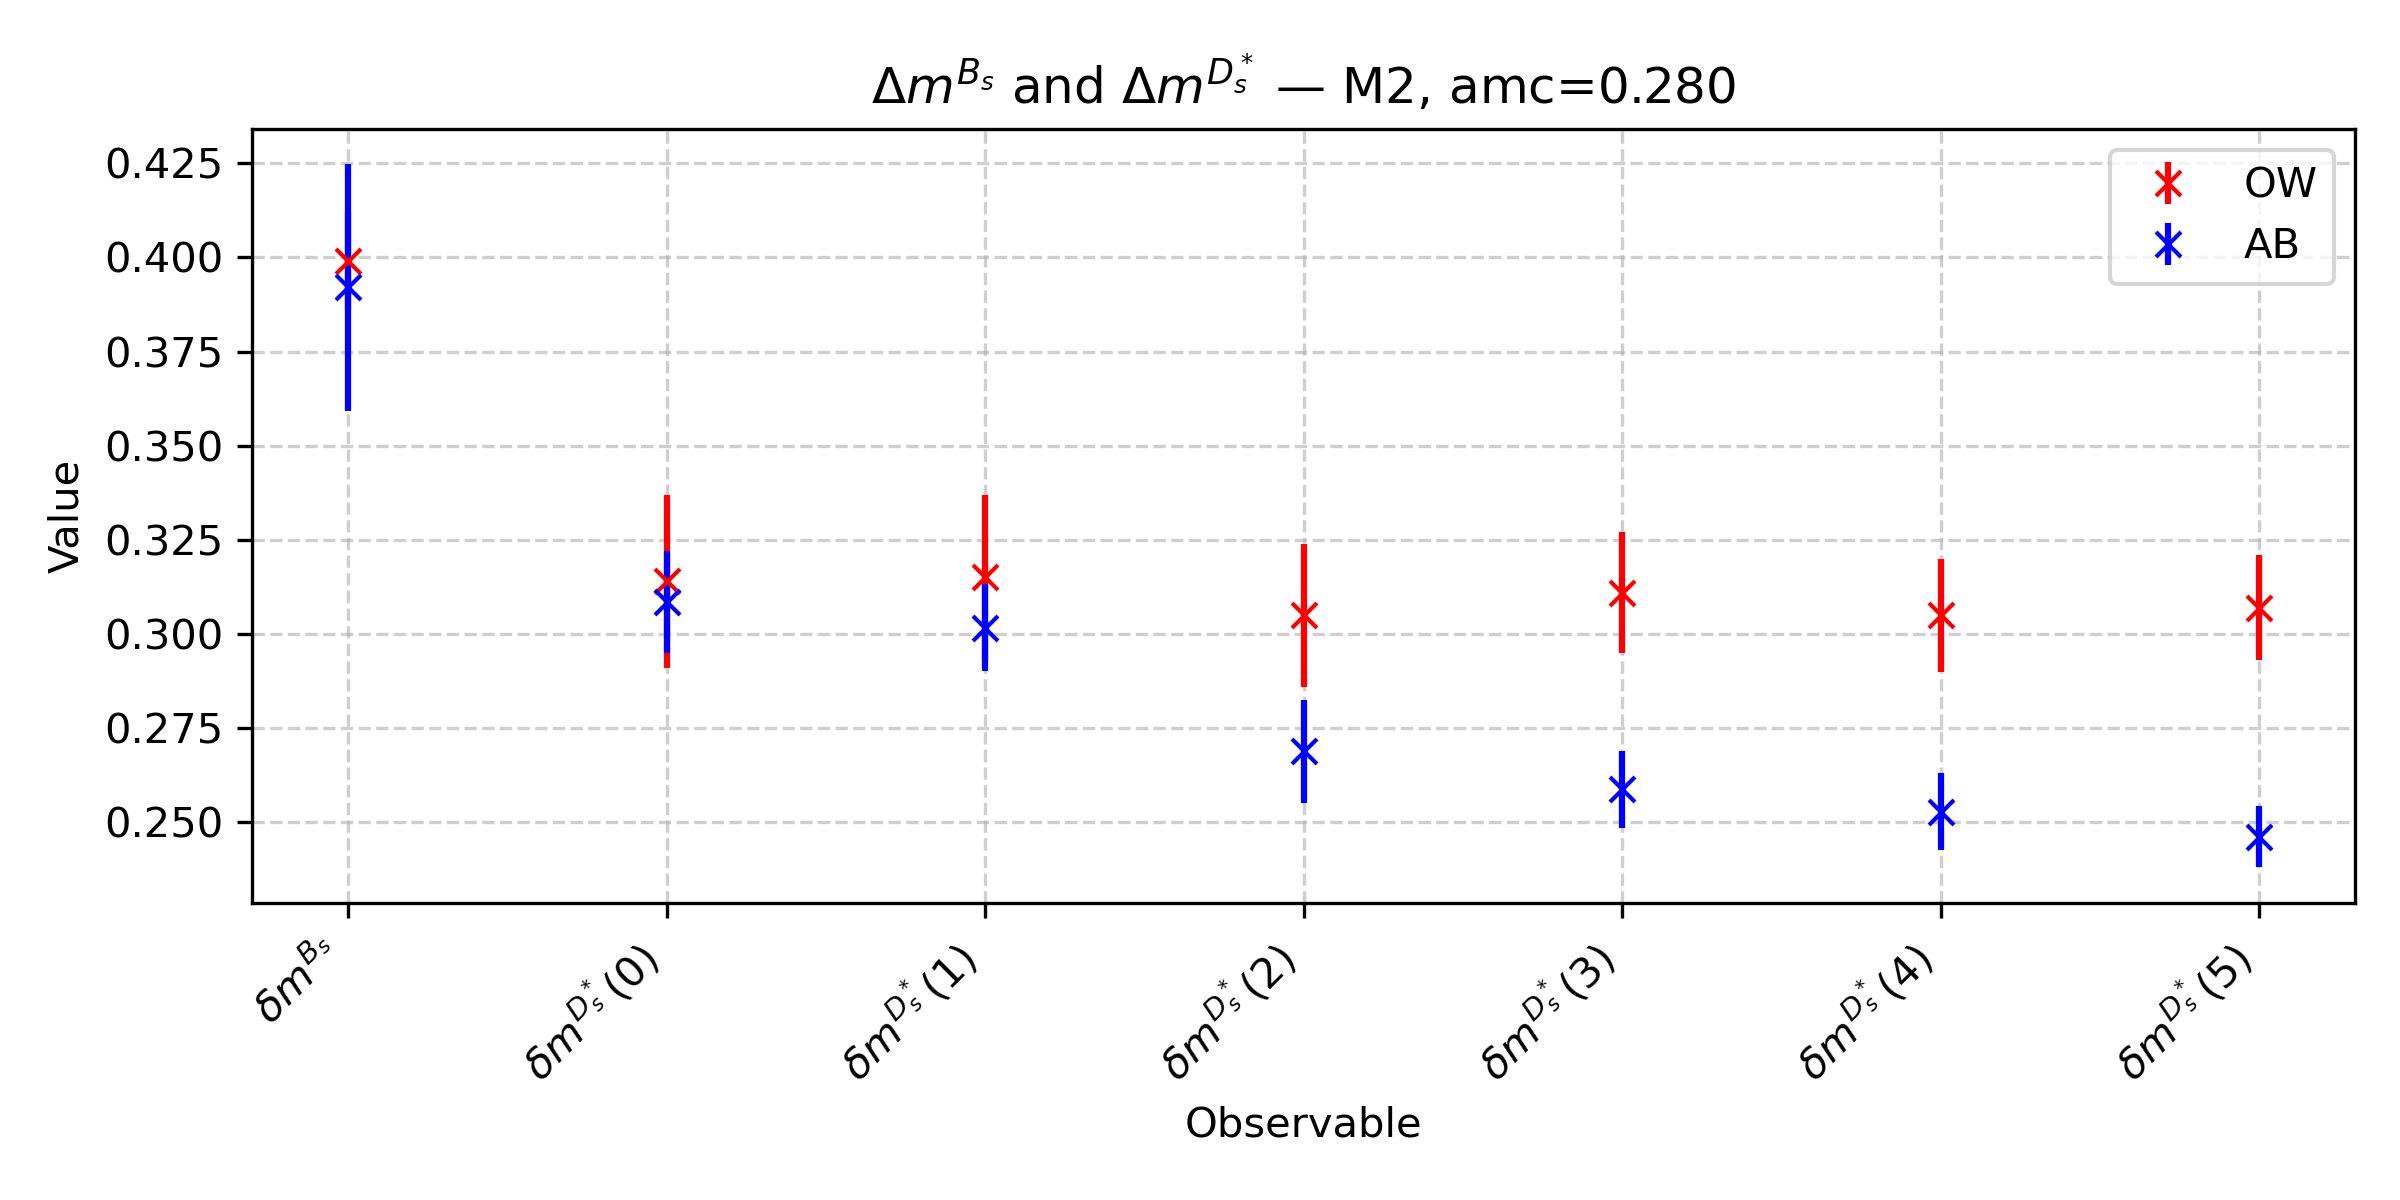 Δm^{B_s} and Δm^{D_s^*} — M2, amc=0.280
Value
0.425
0.400
0.375
0.350
0.325
0.300
0.275
0.250
OW
AB
δm^{B_s}
δm^{D_s^*}(0)
δm^{D_s^*}(1)
δm^{D_s^*}(2)
δm^{D_s^*}(3)
δm^{D_s^*}(4)
δm^{D_s^*}(5)
Observable